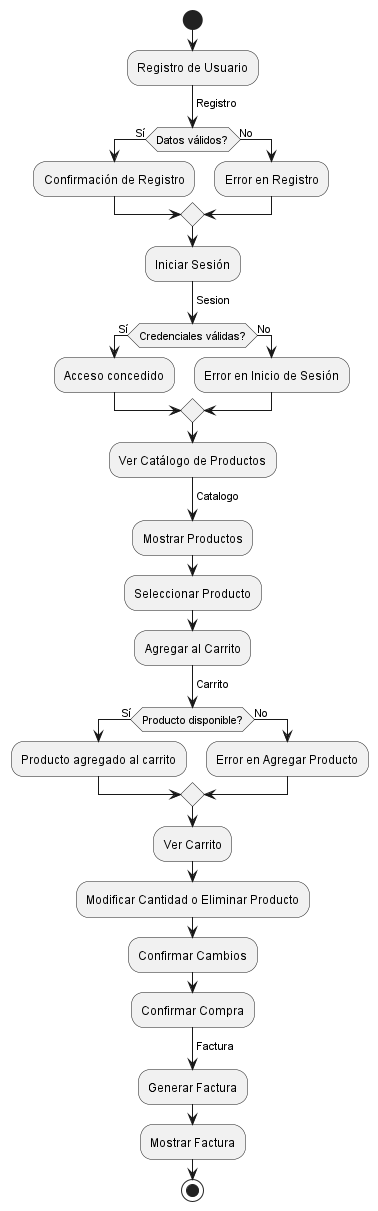 Registro de Usuario
Registro
Sí
Datos válidos?
No
Confirmación de Registro
Error en Registro
Iniciar Sesión
Sesion
Sí
Credenciales válidas?
No
Acceso concedido
Error en Inicio de Sesión
Ver Catálogo de Productos
Catalogo
Mostrar Productos
Seleccionar Producto
Agregar al Carrito
Carrito
Sí
Producto disponible?
No
Producto agregado al carrito
Error en Agregar Producto
Ver Carrito
Modificar Cantidad o Eliminar Producto
Confirmar Cambios
Confirmar Compra
Factura
Generar Factura
Mostrar Factura